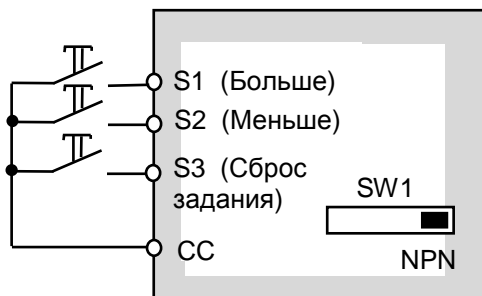 S1 (Больше)
S2 (Меньше)
S3 (Сброс
задания)
SW1
CC
NPN